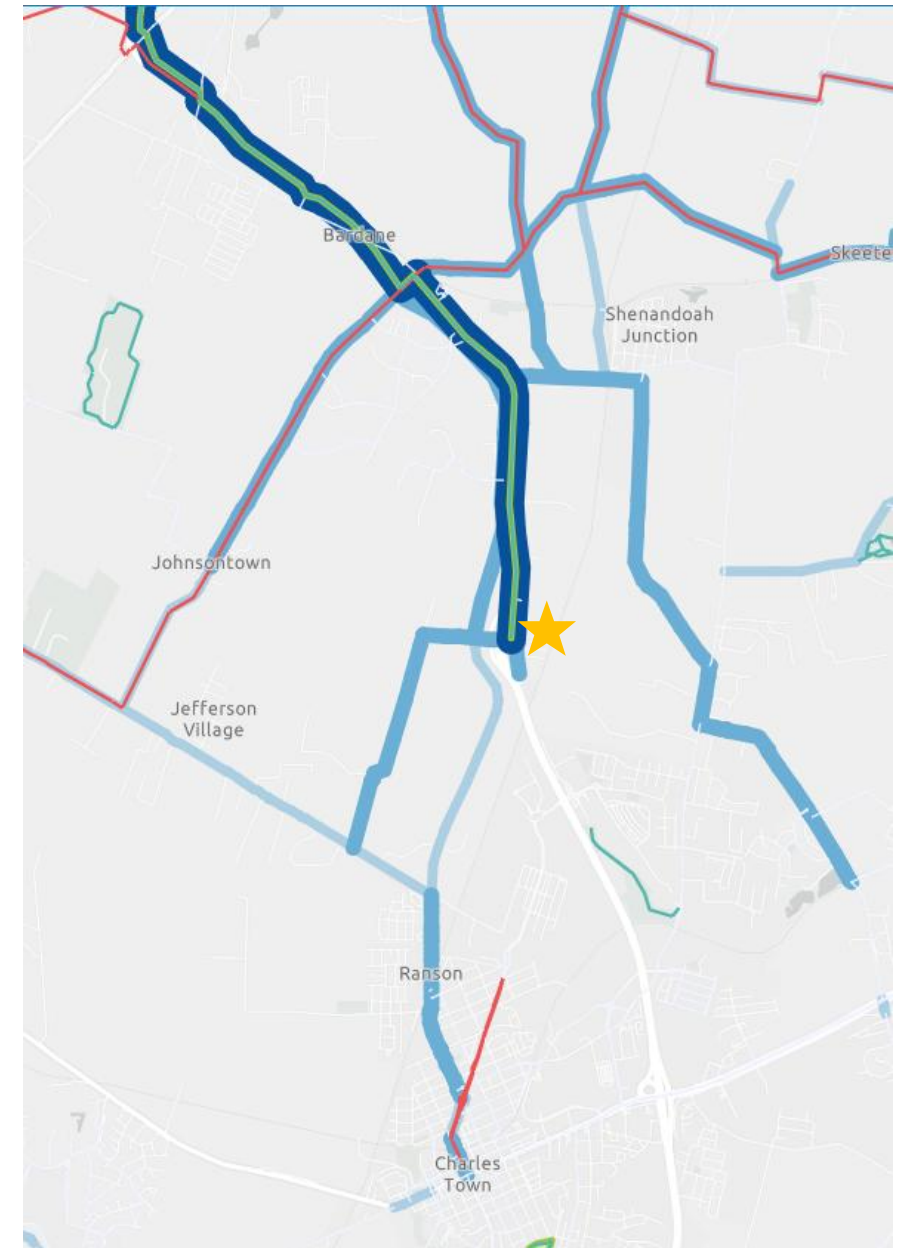 Bardane
Skeete
Shenandoah
Junction
Johnsontown
Jefferson
Village
Ranson
Charles
Town